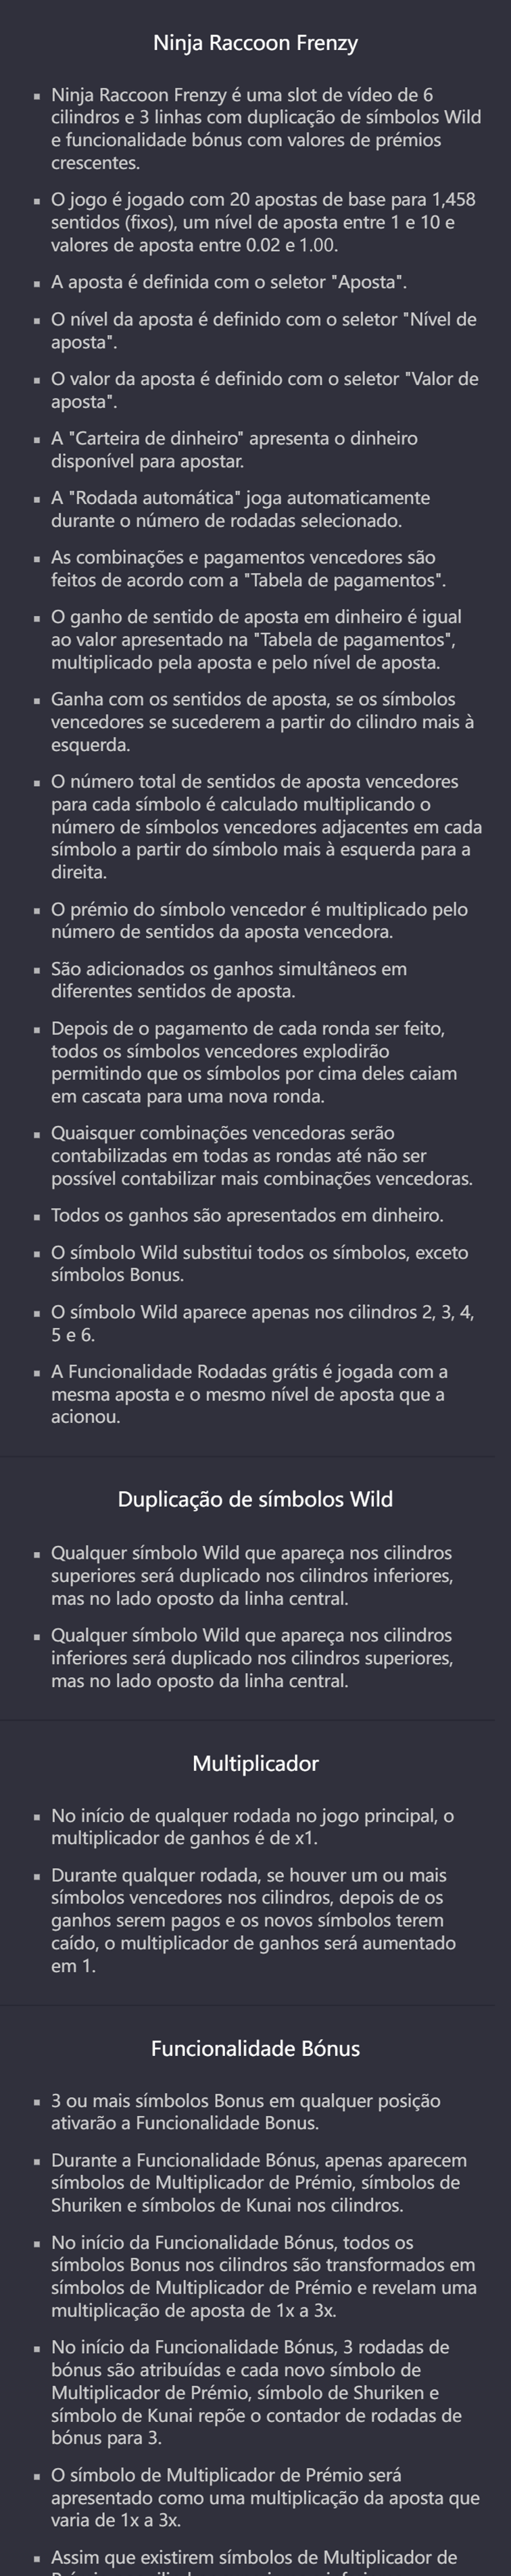 Ninja Raccoon Frenzy
▪ Ninja Raccoon Frenzy é uma slot de vídeo de 6
cilindros e 3 linhas com duplicação de símbolos Wild
e funcionalidade bónus com valores de prémios
crescentes.
▪ O jogo é jogado com 20 apostas de base para 1,458
sentidos (fixos), um nível de aposta entre 1 e 10 e
valores de aposta entre 0.02 e 1.00.
▪ A aposta é definida com o seletor "Aposta".
▪ O nível da aposta é definido com o seletor "Nível de
aposta".
▪ O valor da aposta é definido com o seletor "Valor de
aposta".
▪ A "Carteira de dinheiro" apresenta o dinheiro
disponível para apostar.
▪ A "Rodada automática" joga automaticamente
durante o número de rodadas selecionado.
▪ As combinações e pagamentos vencedores são
feitos de acordo com a "Tabela de pagamentos".
▪ O ganho de sentido de aposta em dinheiro é igual
ao valor apresentado na "Tabela de pagamentos",
multiplicado pela aposta e pelo nível de aposta.
▪ Ganha com os sentidos de aposta, se os símbolos
vencedores se sucederem a partir do cilindro mais à
esquerda.
▪ O número total de sentidos de aposta vencedores
para cada símbolo é calculado multiplicando o
número de símbolos vencedores adjacentes em cada
símbolo a partir do símbolo mais à esquerda para a
direita.
▪ O prémio do símbolo vencedor é multiplicado pelo
número de sentidos da aposta vencedora.
▪ São adicionados os ganhos simultâneos em
diferentes sentidos de aposta.
▪ Depois de o pagamento de cada ronda ser feito,
todos os símbolos vencedores explodirão
permitindo que os símbolos por cima deles caiam
em cascata para uma nova ronda.
▪ Quaisquer combinações vencedoras serão
contabilizadas em todas as rondas até não ser
possível contabilizar mais combinações vencedoras.
▪ Todos os ganhos são apresentados em dinheiro.
▪ O símbolo Wild substitui todos os símbolos, exceto
símbolos Bonus.
▪ O símbolo Wild aparece apenas nos cilindros 2, 3, 4,
5 e 6.
▪ A Funcionalidade Rodadas grátis é jogada com a
mesma aposta e o mesmo nível de aposta que a
acionou.
Duplicação de símbolos Wild
▪ Qualquer símbolo Wild que apareça nos cilindros
superiores será duplicado nos cilindros inferiores,
mas no lado oposto da linha central.
▪ Qualquer símbolo Wild que apareça nos cilindros
inferiores será duplicado nos cilindros superiores,
mas no lado oposto da linha central.
Multiplicador
▪ No início de qualquer rodada no jogo principal, o
multiplicador de ganhos é de x1.
▪ Durante qualquer rodada, se houver um ou mais
símbolos vencedores nos cilindros, depois de os
ganhos serem pagos e os novos símbolos terem
caído, o multiplicador de ganhos será aumentado
em 1.
Funcionalidade Bónus
▪ 3 ou mais símbolos Bonus em qualquer posição
ativarão a Funcionalidade Bonus.
▪ Durante a Funcionalidade Bónus, apenas aparecem
símbolos de Multiplicador de Prémio, símbolos de
Shuriken e símbolos de Kunai nos cilindros.
▪ No início da Funcionalidade Bónus, todos os
símbolos Bonus nos cilindros são transformados em
símbolos de Multiplicador de Prémio e revelam uma
multiplicação de aposta de 1x a 3x.
▪ No início da Funcionalidade Bónus, 3 rodadas de
bónus são atribuídas e cada novo símbolo de
Multiplicador de Prémio, símbolo de Shuriken e
símbolo de Kunai repõe o contador de rodadas de
bónus para 3.
▪ O símbolo de Multiplicador de Prémio será
apresentado como uma multiplicação da aposta que
varia de 1x a 3x.
▪ Assim que existirem símbolos de Multiplicador de